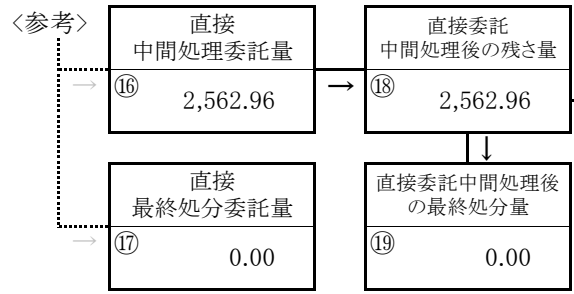 〈参考〉
直接
中間処理委託量
→
⑯
2,562.96
→
直接委託
中間処理後の残さ量
⑱
2,562.96
↓
直接
最終処分委託量
→
⑰
0.00
直接委託中間処理後
の最終処分量
⑲
0.00